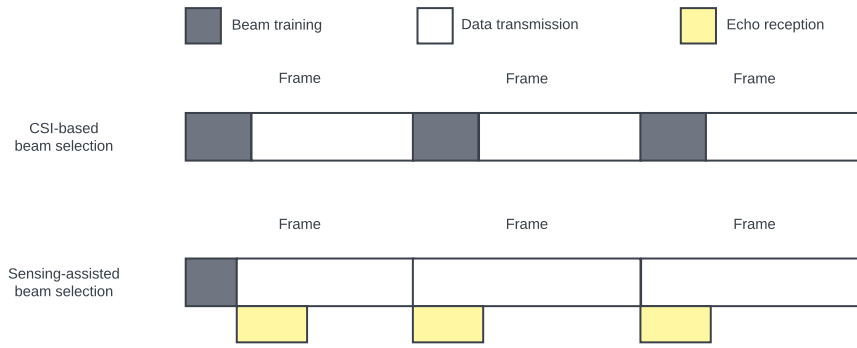 Beam training
Data transmission
Echo reception
Frame
Frame
Frame
CSI-based
beam selection
Frame
Frame
Frame
Sensing-assisted
beam selection